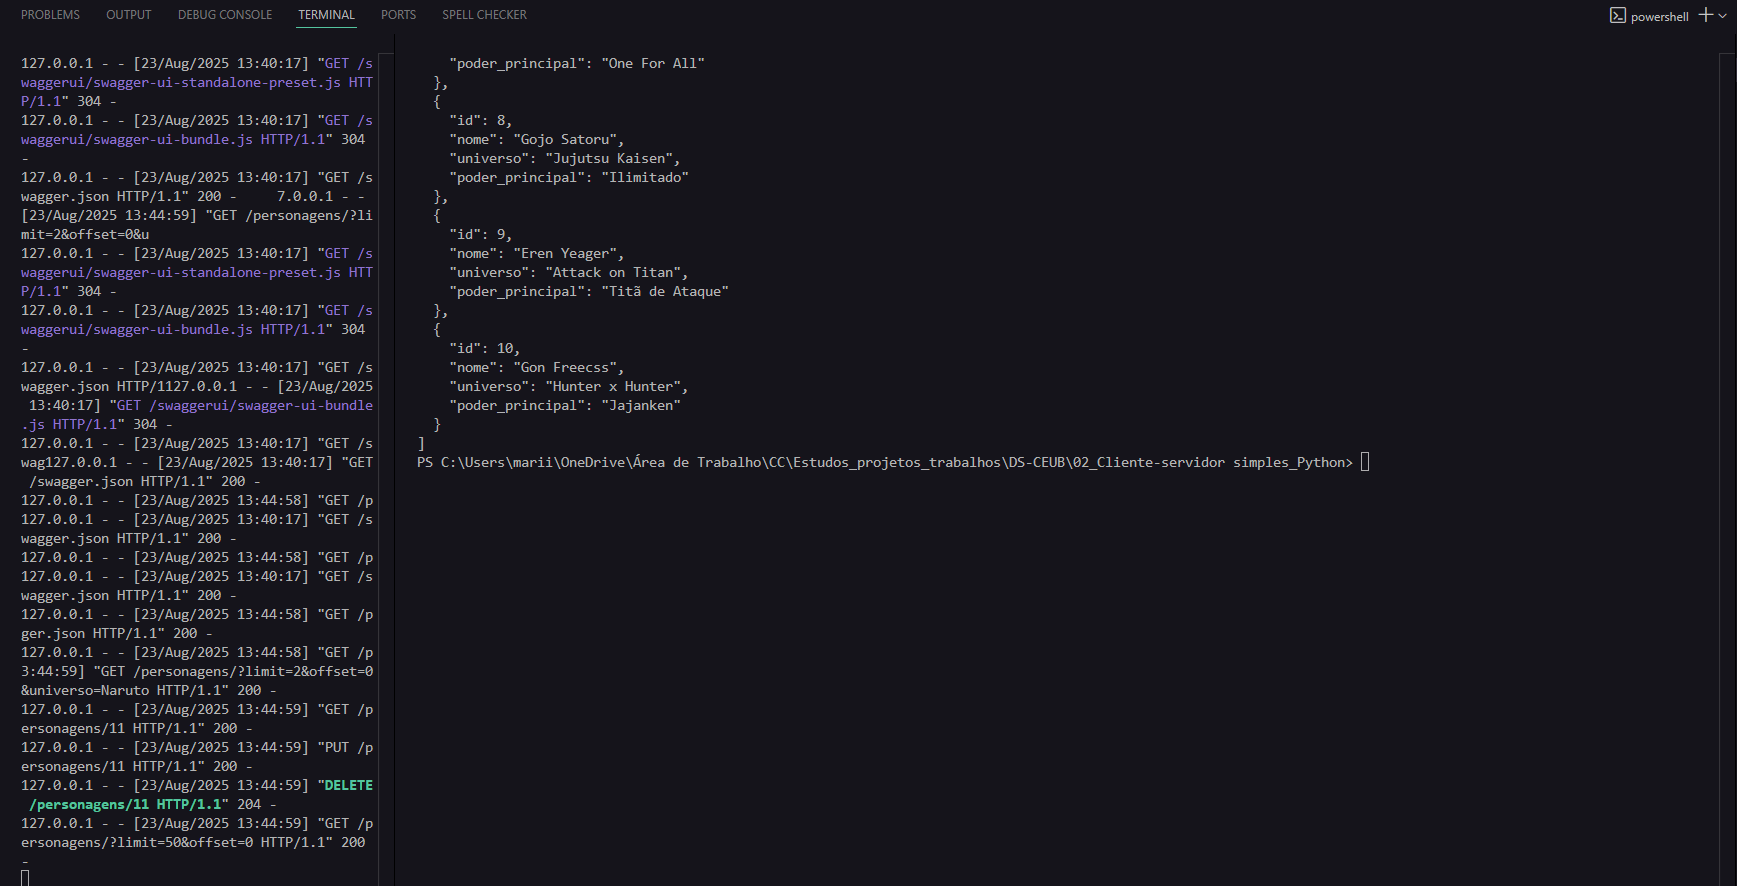 PROBLEMS OUTPUT DEBUG CONSOLE TERMINAL PORTS SPELL CHECKER
powershell
127.0.0.1 - - [23/Aug/2025 13:40:17] "GET /s
waggerui/swagger-ui-standalone-preset.js HTT
P/1.1" 304 -
127.0.0.1 - - [23/Aug/2025 13:40:17] "GET /s
waggerui/swagger-ui-bundle.js HTTP/1.1" 304
-
127.0.0.1 - - [23/Aug/2025 13:40:17] "GET /s
wagger.json HTTP/1.1" 200 -     7.0.0.1 - -
[23/Aug/2025 13:44:59] "GET /personagens/?li
mit=2&offset=0&u
127.0.0.1 - - [23/Aug/2025 13:40:17] "GET /s
waggerui/swagger-ui-standalone-preset.js HTT
P/1.1" 304 -
127.0.0.1 - - [23/Aug/2025 13:40:17] "GET /s
waggerui/swagger-ui-bundle.js HTTP/1.1" 304
-
127.0.0.1 - - [23/Aug/2025 13:40:17] "GET /s
wagger.json HTTP/1127.0.0.1 - - [23/Aug/2025
13:40:17] "GET /swaggerui/swagger-ui-bundle
.js HTTP/1.1" 304 -
127.0.0.1 - - [23/Aug/2025 13:40:17] "GET /s
wag127.0.0.1 - - [23/Aug/2025 13:40:17] "GET
/swagger.json HTTP/1.1" 200 -
127.0.0.1 - - [23/Aug/2025 13:44:58] "GET /p
127.0.0.1 - - [23/Aug/2025 13:40:17] "GET /s
wagger.json HTTP/1.1" 200 -
127.0.0.1 - - [23/Aug/2025 13:44:58] "GET /p
127.0.0.1 - - [23/Aug/2025 13:40:17] "GET /s
wagger.json HTTP/1.1" 200 -
127.0.0.1 - - [23/Aug/2025 13:44:58] "GET /p
ger.json HTTP/1.1" 200 -
127.0.0.1 - - [23/Aug/2025 13:44:58] "GET /p
3:44:59] "GET /personagens/?limit=2&offset=0
&universo=Naruto HTTP/1.1" 200 -
127.0.0.1 - - [23/Aug/2025 13:44:59] "GET /p
ersonagens/11 HTTP/1.1" 200 -
127.0.0.1 - - [23/Aug/2025 13:44:59] "PUT /p
ersonagens/11 HTTP/1.1" 200 -
127.0.0.1 - - [23/Aug/2025 13:44:59] "DELETE
/personagens/11 HTTP/1.1" 204 -
127.0.0.1 - - [23/Aug/2025 13:44:59] "GET /p
ersonagens/?limit=50&offset=0 HTTP/1.1" 200
-
"poder_principal": "One For All"
},
{
"id": 8,
"nome": "Gojo Satoru",
"universo": "Jujutsu Kaisen",
"poder_principal": "Ilimitado"
},
{
"id": 9,
"nome": "Eren Yeager",
"universo": "Attack on Titan",
"poder_principal": "Titã de Ataque"
},
{
"id": 10,
"nome": "Gon Freecss",
"universo": "Hunter x Hunter",
"poder_principal": "Jajanken"
}
]
PS C:\Users\marii\OneDrive\Área de Trabalho\CC\Estudos_projetos_trabalhos\DS-CEUB\02_Cliente-servidor simples_Python>